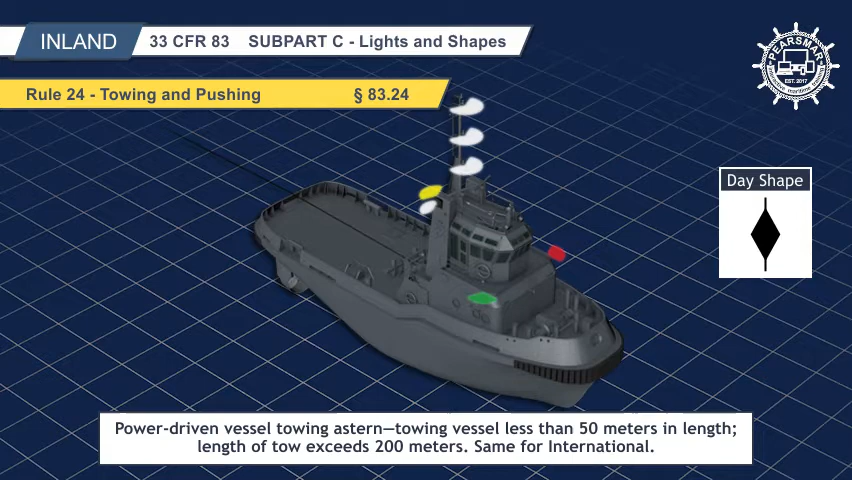 INLAND
33 CFR 83 SUBPART C - Lights and Shapes
Rule 24 - Towing and Pushing § 83.24
PEARSMAR
EST. 2017
Day Shape
Power-driven vessel towing astern—towing vessel less than 50 meters in length;
length of tow exceeds 200 meters. Same for International.